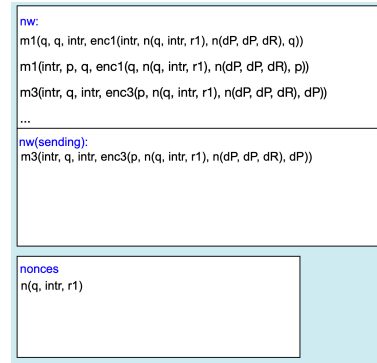 nw:
m1(q, q, intr, enc1(intr, n(q, intr, r1), n(dP, dP, dR), q))
m1(intr, p, q, enc1(q, n(q, intr, r1), n(dP, dP, dR), p))
m3(intr, q, intr, enc3(p, n(q, intr, r1), n(dP, dP, dR), dP))
...
nw(sending):
m3(intr, q, intr, enc3(p, n(q, intr, r1), n(dP, dP, dR), dP))
nonces
n(q, intr, r1)